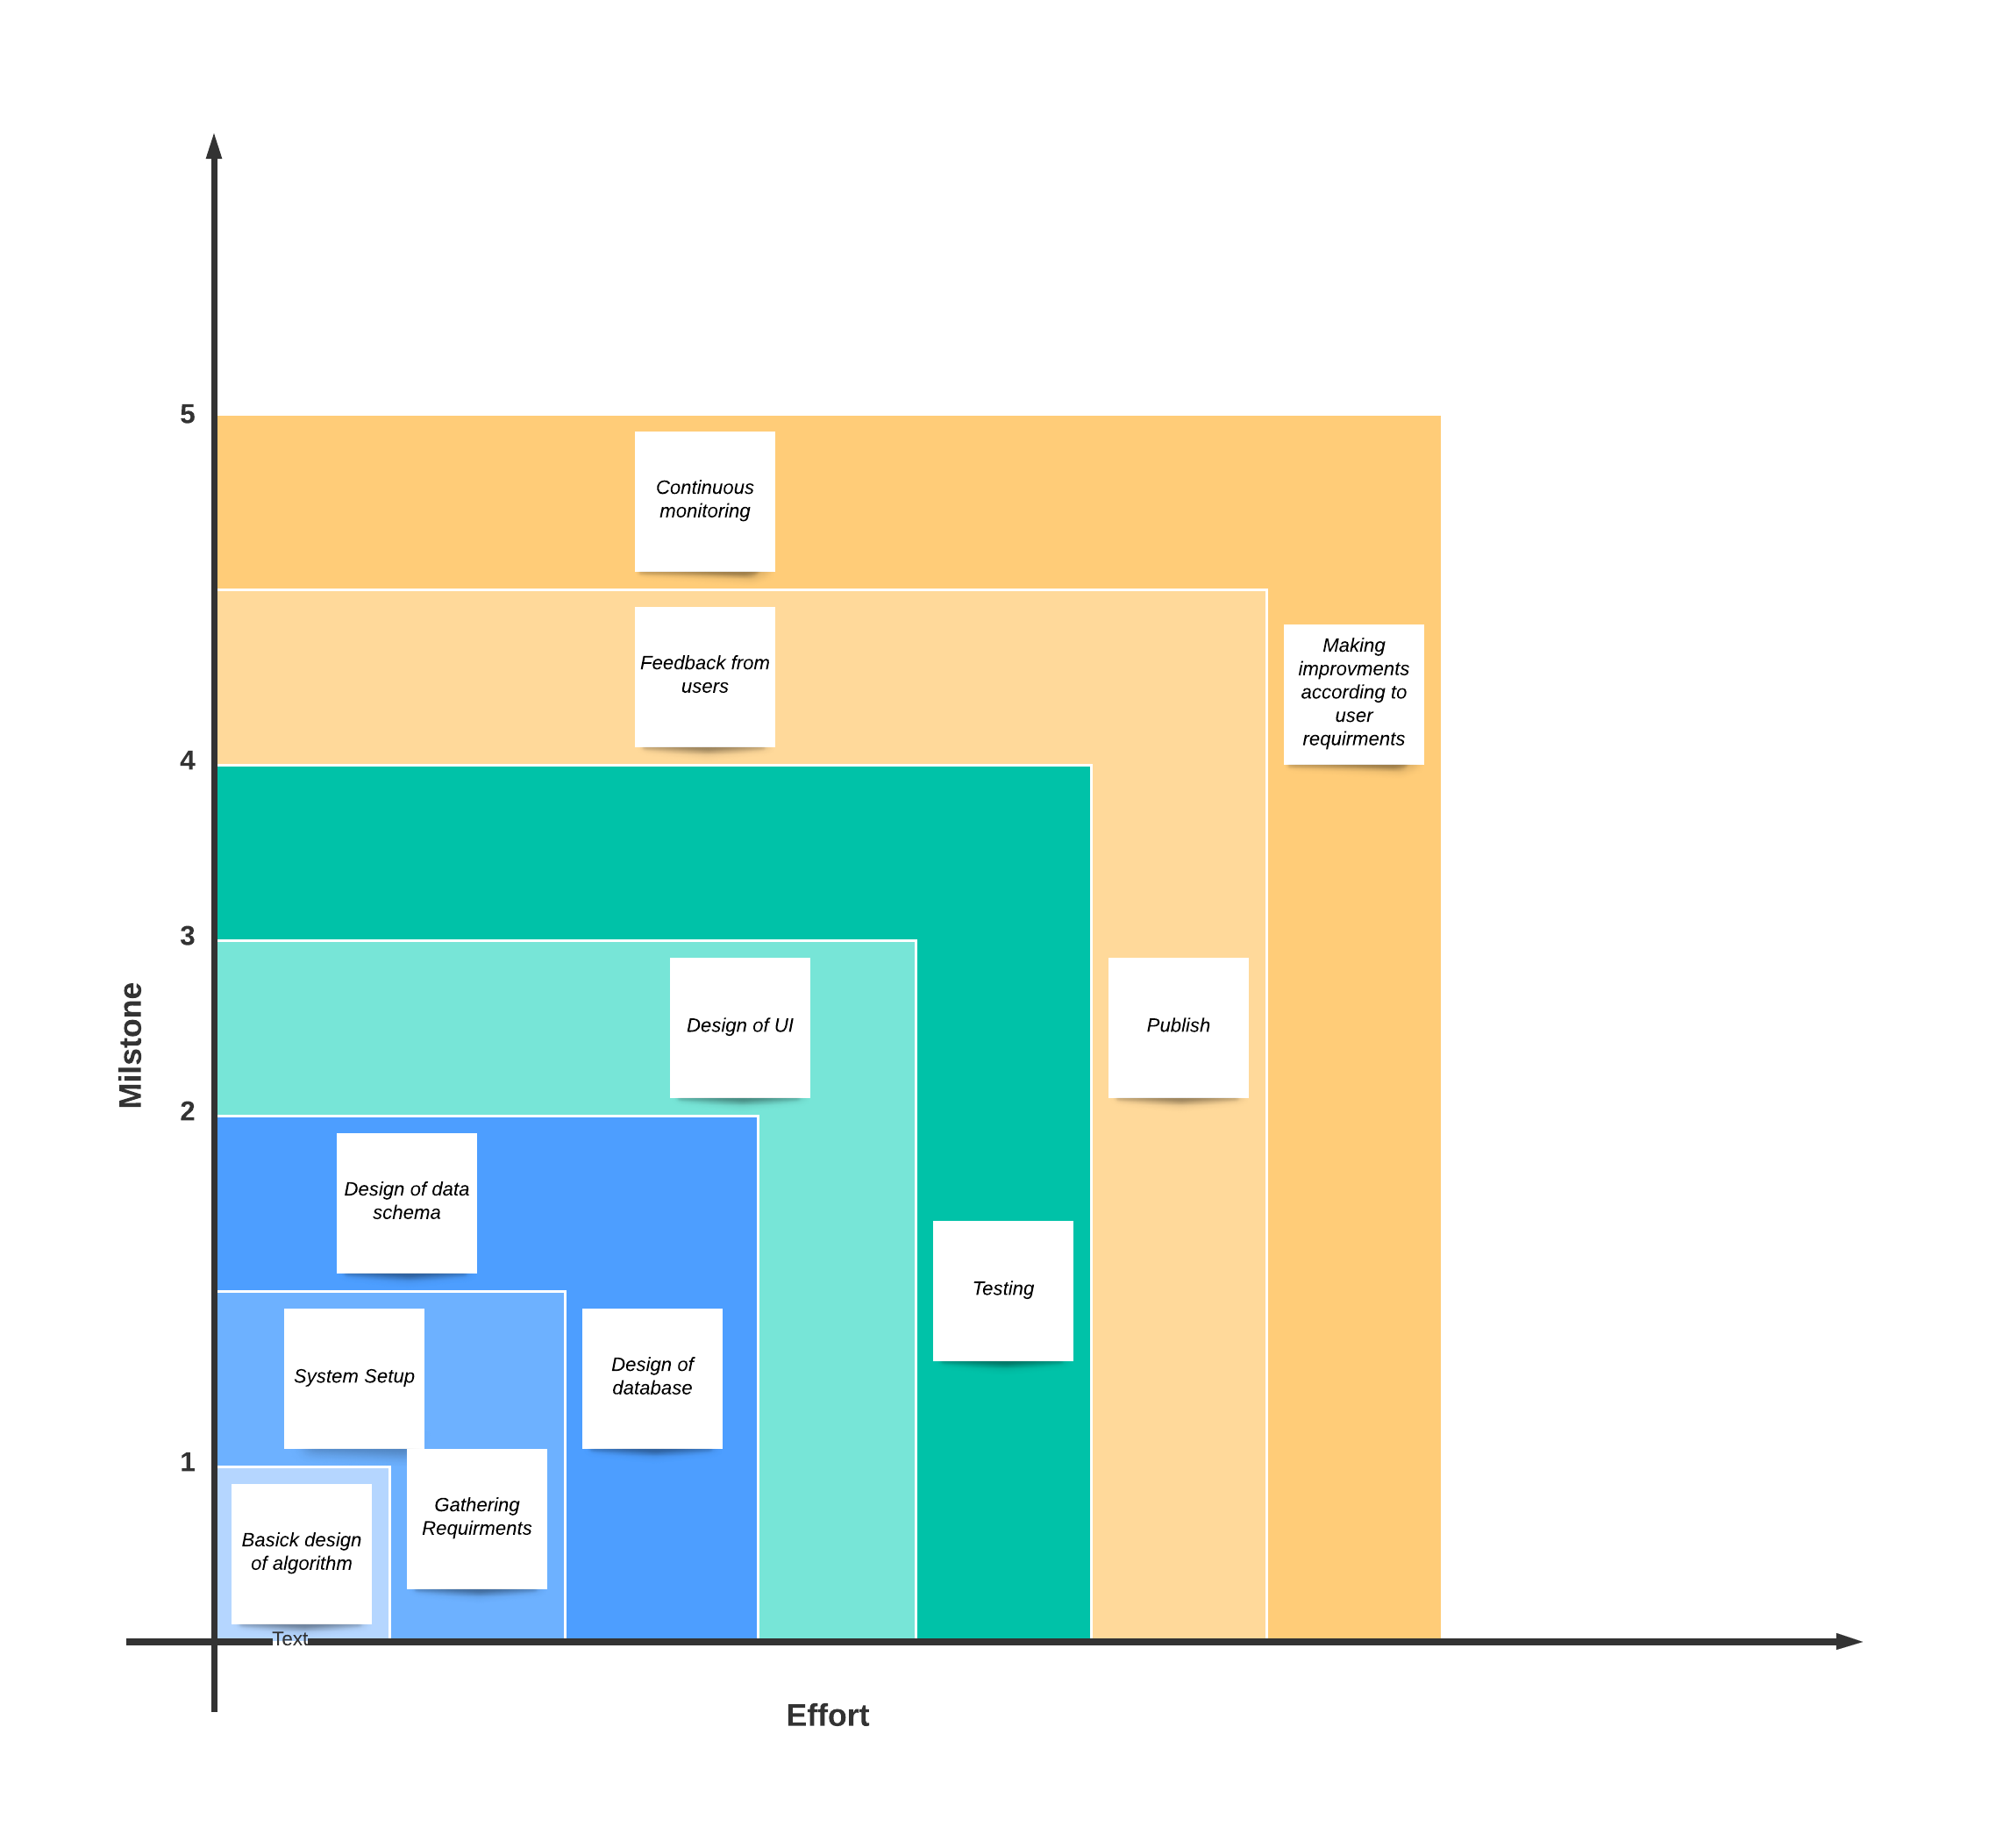 5
Continuous
monitoring
Feedback from
users
Making
improvments
according to
user
requirments
4
3
Design of UI
Publish
Milstone
2
Design of data
schema
Testing
System Setup
Design of
database
1
Gathering
Requirments
Basick design
of algorithm
Text
Effort